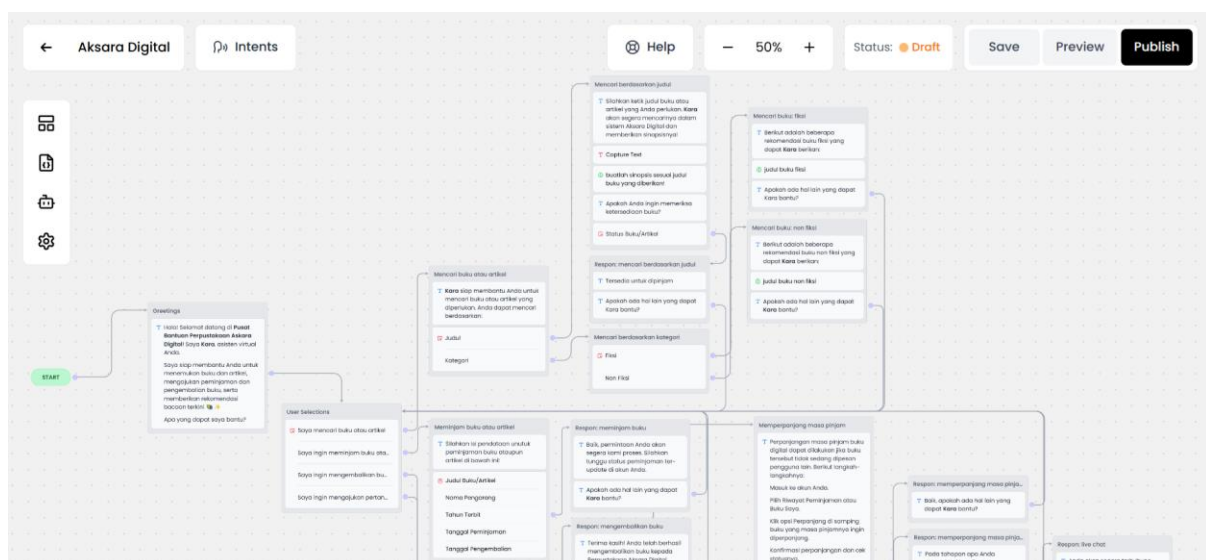 Aksara Digital
Intents
Help
50%
Status: Draft
Save
Preview
Publish
START
Greetings
Halo! Selamat datang di Pusat
Bantuan Perpustakaan Askara
Digital! Saya Kara, asisten virtual
Anda.
Saya siap membantu Anda untuk
menemukan buku dan artikel,
mengajukan peminjaman dan
pengembalian buku, serta
memberikan rekomendasi
bacaan terkini
Apa yang dapat saya bantu?
User Selections
Saya mencari buku atau artikel
Saya ingin meminjam buku ata...
Saya ingin mengembalikan bu...
Saya ingin mengajukan pertan...
Mencari buku atau artikel
Kara siap membantu Anda untuk
mencari buku atau artikel yang
diperlukan. Anda dapat mencari
berdasarkan:
Judul
Kategori
Meminjam buku atau artikel
Silahkan isi pendataan unutuk
peminjaman buku ataupun
artikel di bawah ini!
Judul Buku/Artikel
Nama Pengarang
Tahun Terbit
Tanggal Peminjaman
Tanggal Pengembalian
Mencari berdasarkan judul
Silahkan ketik judul buku atau
artikel yang Anda perlukan. Kara
akan segera mencarinya dalam
sistem Aksara Digital dan
memberikan sinopsisnya!
Capture Text
buatlah sinopsis sesuai judul
buku yang diberikan!
Apakah Anda ingin memeriksa
ketersediaan buku?
Status Buku/Artikel
Respon: mencari berdasarkan judul
Tersedia untuk dipinjam
Apakah ada hal lain yang dapat
Kara bantu?
Mencari berdasarkan kategori
Fiksi
Non Fiksi
Respon: meminjam buku
Baik, permintaan Anda akan
segera kami proses. Silahkan
tunggu status peminjaman ter-
update di akun Anda.
Apakah ada hal lain yang dapat
Kara bantu?
Respon: mengembalikan buku
Terima kasih! Anda telah berhasil
mengembalikan buku kepada
Mencari buku: fiksi
Berikut adalah beberapa
rekomendasi buku fiksi yang
dapat Kara berikan:
judul buku fiksi
Apakah ada hal lain yang dapat
Kara bantu?
Mencari buku: non fiksi
Berikut adalah beberapa
rekomendasi buku non fiksi yang
dapat Kara berikan:
judul buku non fiksi
Apakah ada hal lain yang dapat
Kara bantu?
Memperpanjang masa pinjam
Perpanjangan masa pinjam buku
digital dapat dilakukan jika buku
tersebut tidak sedang dipesan
pengguna lain. Berikut langkah-
langkahnya:
Masuk ke akun Anda.
Pilih Riwayat Peminjaman atau
Buku Saya.
Klik opsi Perpanjang di samping
buku yang masa pinjamnya ingin
diperpanjang.
Konfirmasi perpanjangan dan cek
Respon: memperpanjang masa pinja...
Baik, apakah ada hal lain yang
dapat Kara bantu?
Respon: memperpanjang masa pinja...
Pada tahapan apa Anda
Respon: live chat